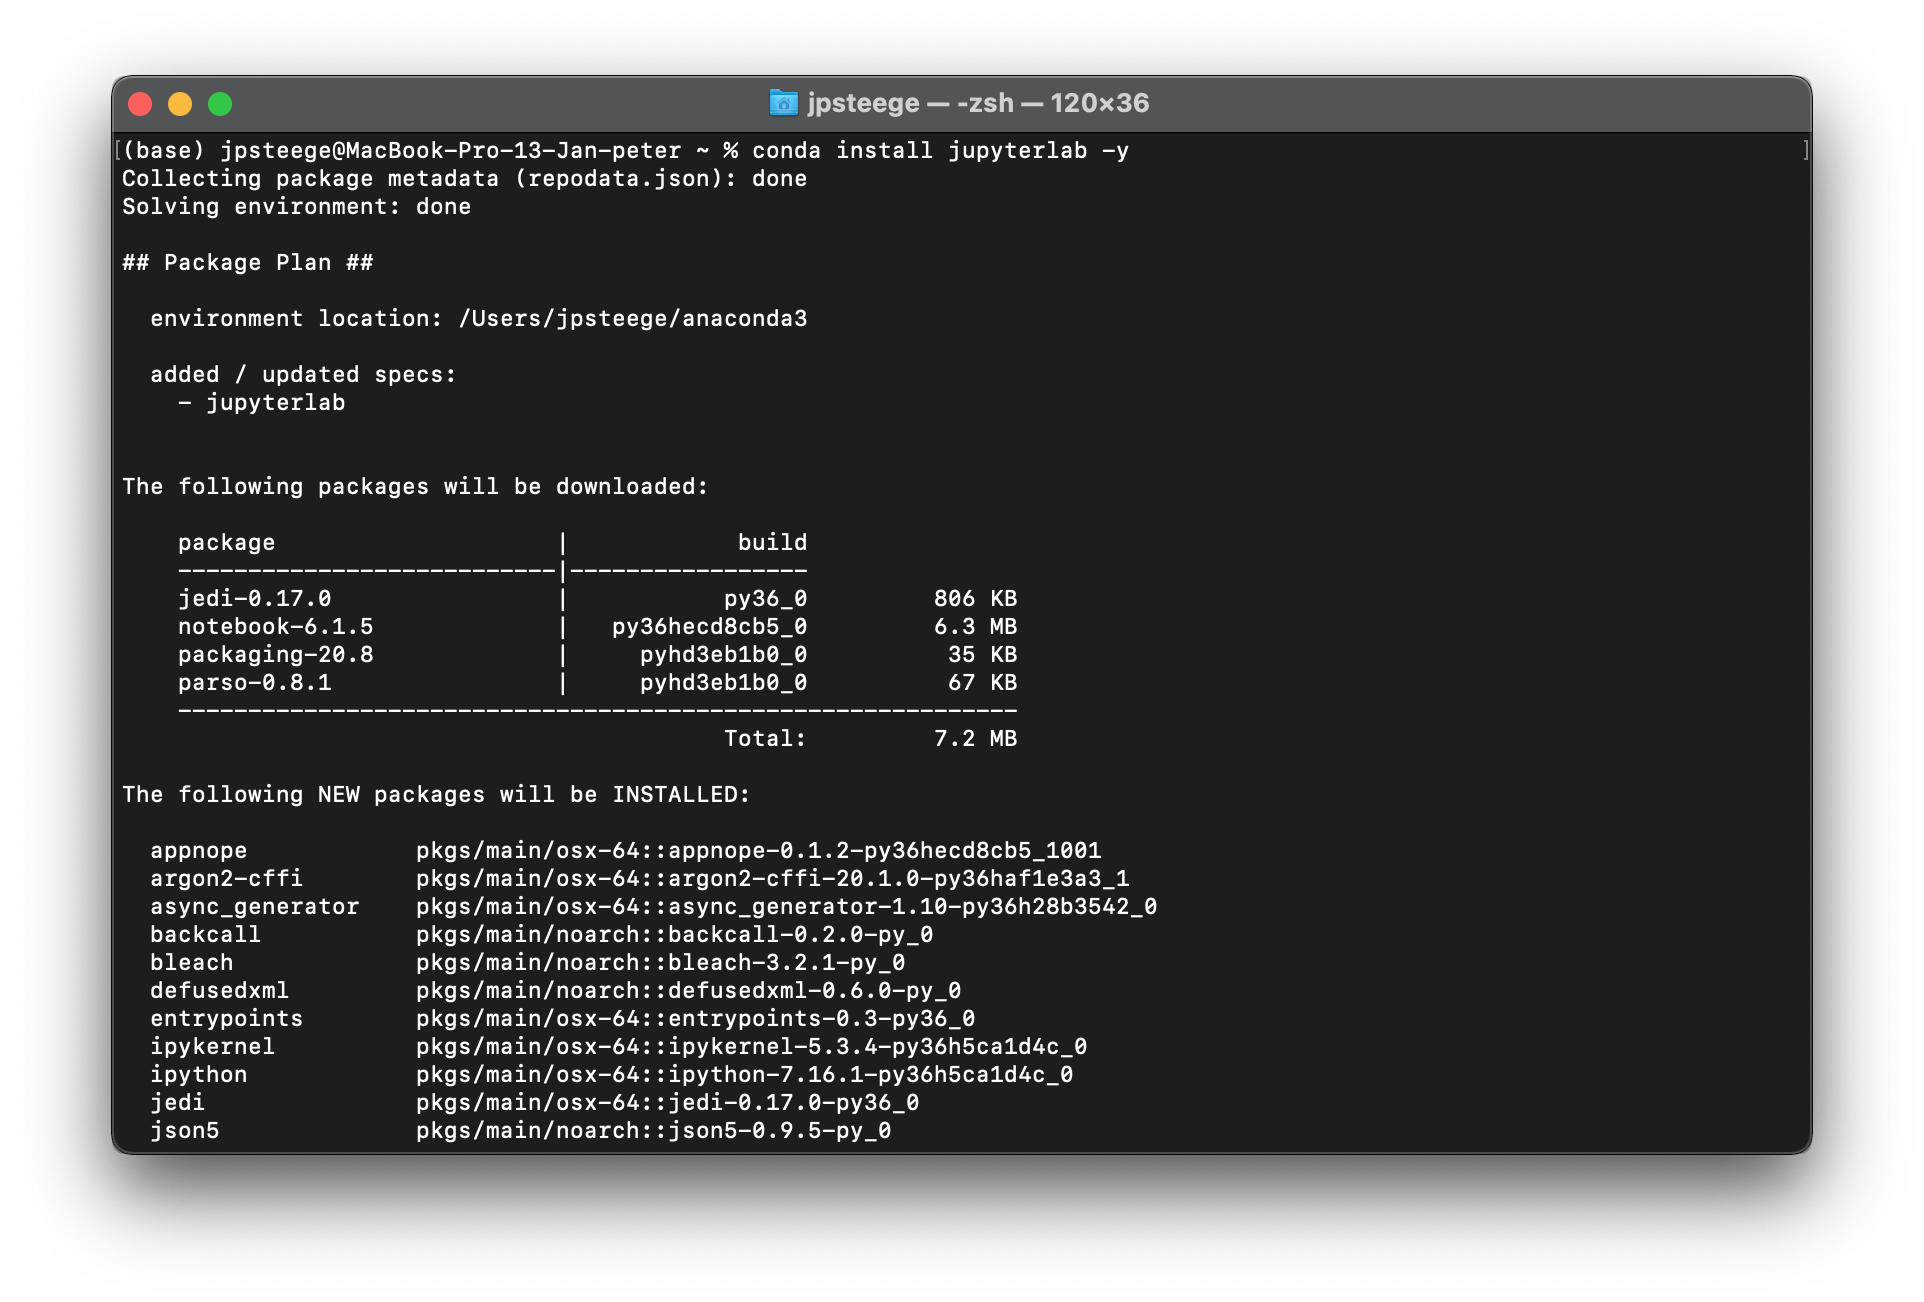 jpsteege — -zsh — 120×36
(base) jpsteege@MacBook-Pro-13-Jan-peter ~ % conda install jupyterlab -y
Collecting package metadata (repodata.json): done
Solving environment: done
## Package Plan ##
environment location: /Users/jpsteege/anaconda3
added / updated specs:
- jupyterlab
The following packages will be downloaded:
package | build
---------------------------|-----------------
jedi-0.17.0 | py36_0 806 KB
notebook-6.1.5 | py36hecd8cb5_0 6.3 MB
packaging-20.8 | pyhd3eb1b0_0 35 KB
parso-0.8.1 | pyhd3eb1b0_0 67 KB
------------------------------------------------------------
Total: 7.2 MB
The following NEW packages will be INSTALLED:
appnope pkgs/main/osx-64::appnope-0.1.2-py36hecd8cb5_1001
argon2-cffi pkgs/main/osx-64::argon2-cffi-20.1.0-py36haf1e3a3_1
async_generator pkgs/main/osx-64::async_generator-1.10-py36h28b3542_0
backcall pkgs/main/noarch::backcall-0.2.0-py_0
bleach pkgs/main/noarch::bleach-3.2.1-py_0
defusedxml pkgs/main/noarch::defusedxml-0.6.0-py_0
entrypoints pkgs/main/osx-64::entrypoints-0.3-py36_0
ipykernel pkgs/main/osx-64::ipykernel-5.3.4-py36h5ca1d4c_0
ipython pkgs/main/osx-64::ipython-7.16.1-py36h5ca1d4c_0
jedi pkgs/main/osx-64::jedi-0.17.0-py36_0
json5 pkgs/main/noarch::json5-0.9.5-py_0